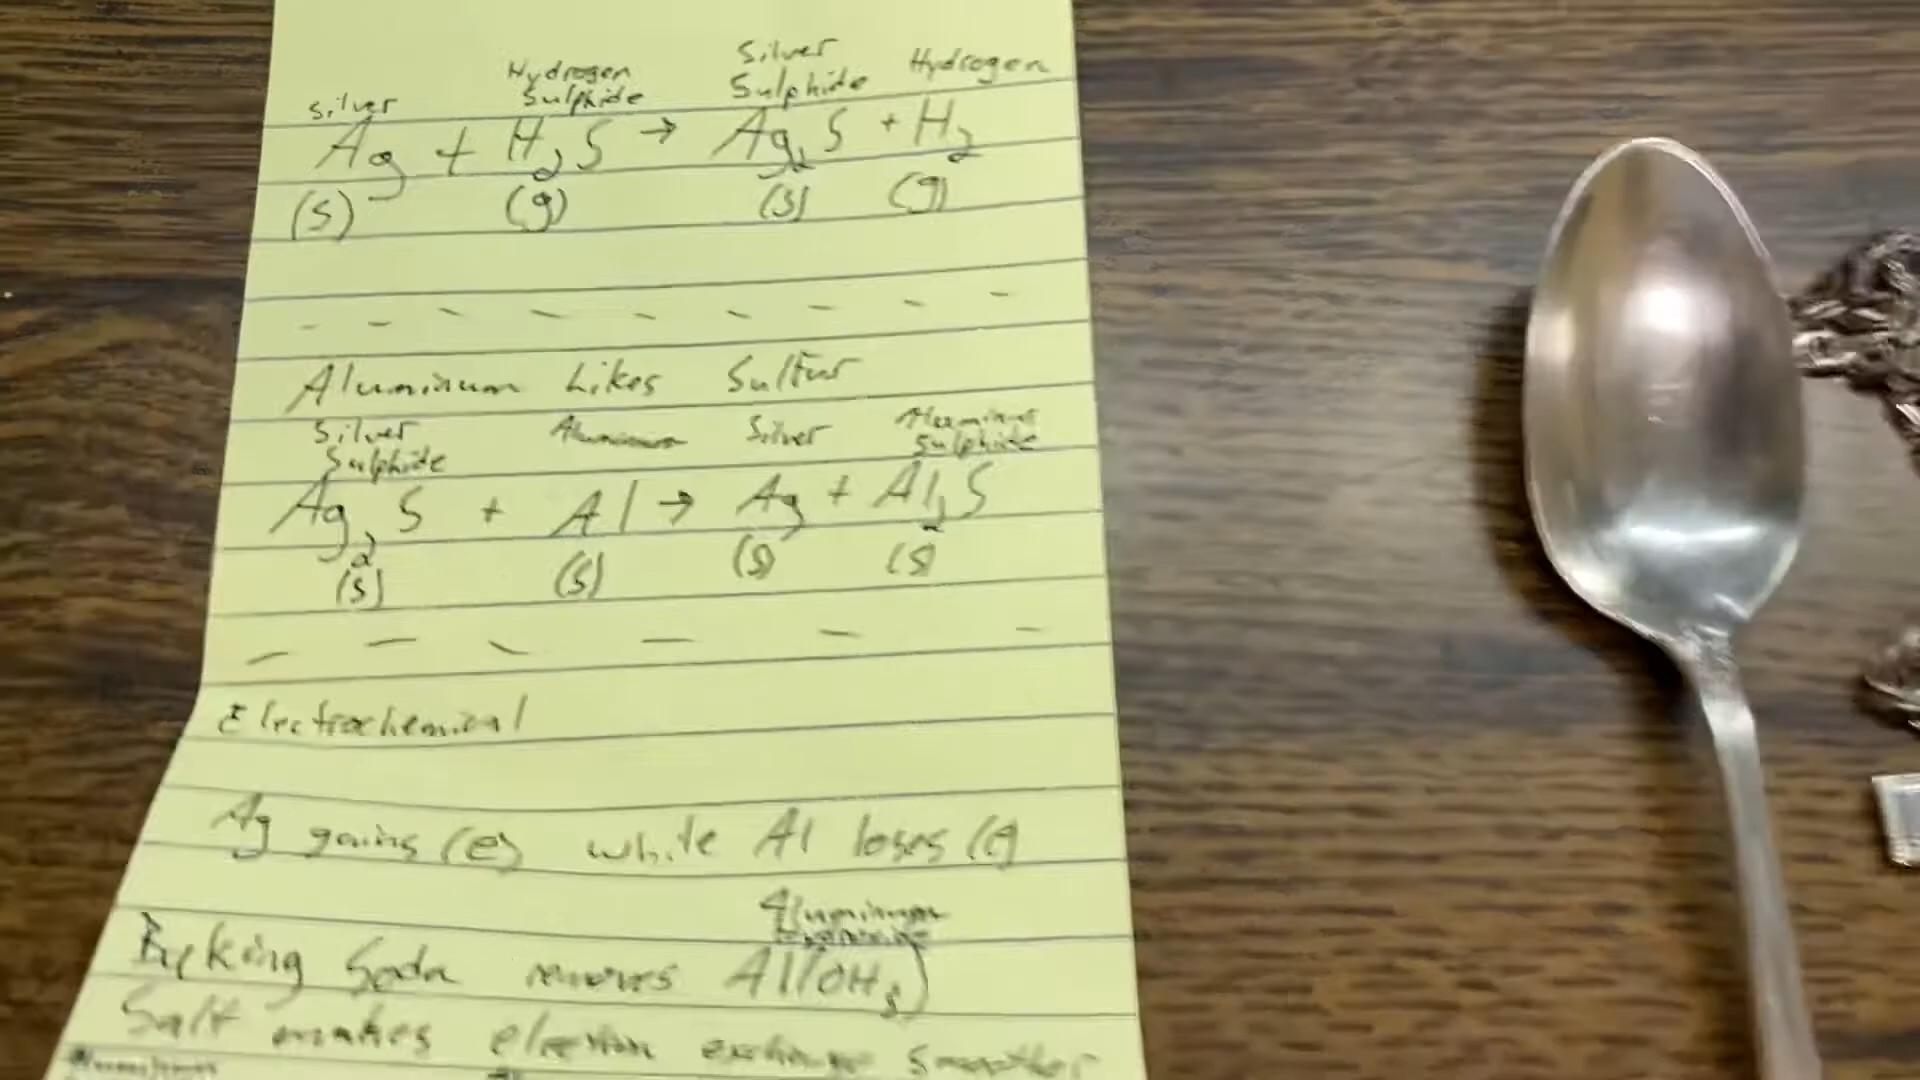 Silver Hydrogen Sulphide Silver Sulphide Hydrogen
Ag + H₂S → Ag₂S + H₂
(s) (g) (s) (g)
Aluminum Likes Sulfur
Silver Sulphide Aluminum Silver Aluminum Sulphide
Ag₂S + Al → Ag + Al₂S
(s) (s) (s) (s)
Electrochemical
Ag gains (e) while Al loses (e)
Aluminum
Baking Soda removes Al(OH₃)
Salt makes electron exchange smoother